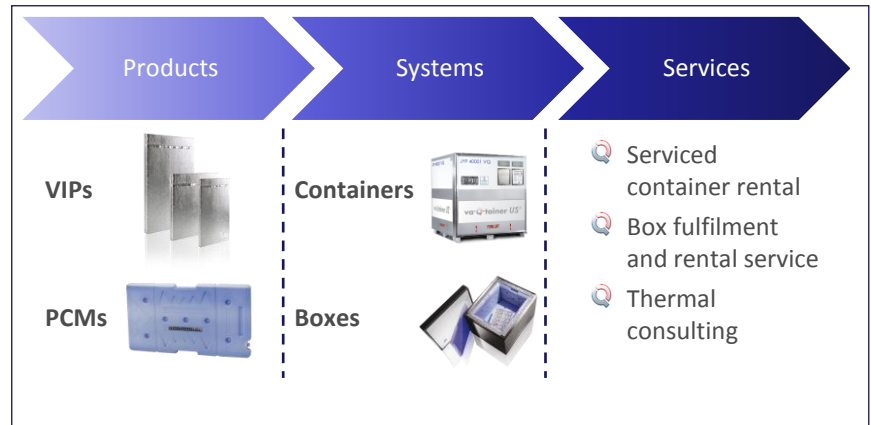 Products
Systems
Services
VIPs
PCMs
Containers
va-Q-tainer US
Boxes
Serviced
container rental
Box fulfilment
and rental service
Thermal
consulting